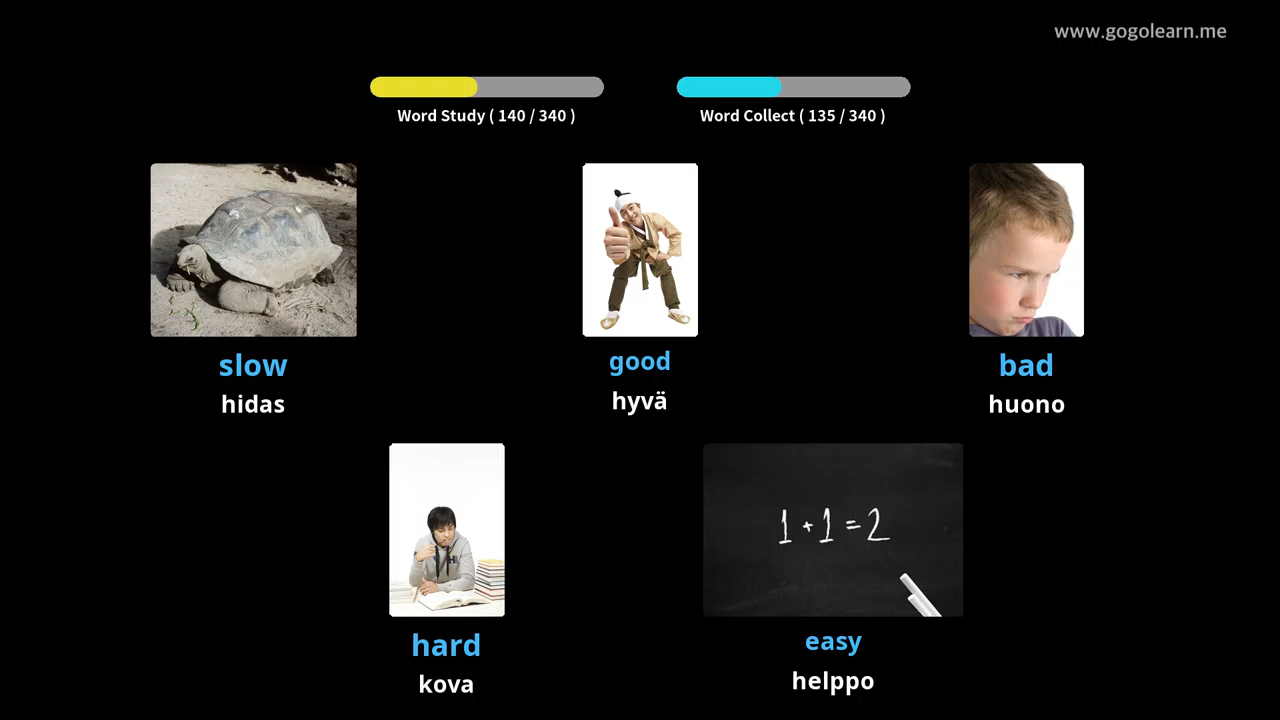 www.gogolearn.me
Word Study ( 140 / 340 )
Word Collect ( 135 / 340 )
slow
hidas
good
hyvä
bad
huono
hard
kova
1 + 1 = 2
easy
helppo